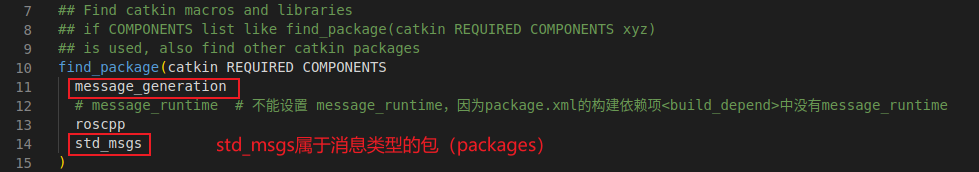 7 ## Find catkin macros and libraries
8 ## if COMPONENTS list like find_package(catkin REQUIRED COMPONENTS xyz)
9 ## is used, also find other catkin packages
10 find_package(catkin REQUIRED COMPONENTS
11 message_generation
12 # message_runtime # 不能设置 message_runtime，因为package.xml的构建依赖项<build_depend>中没有message_runtime
13 roscpp
14 std_msgs std_msgs属于消息类型的包（packages）
15 )